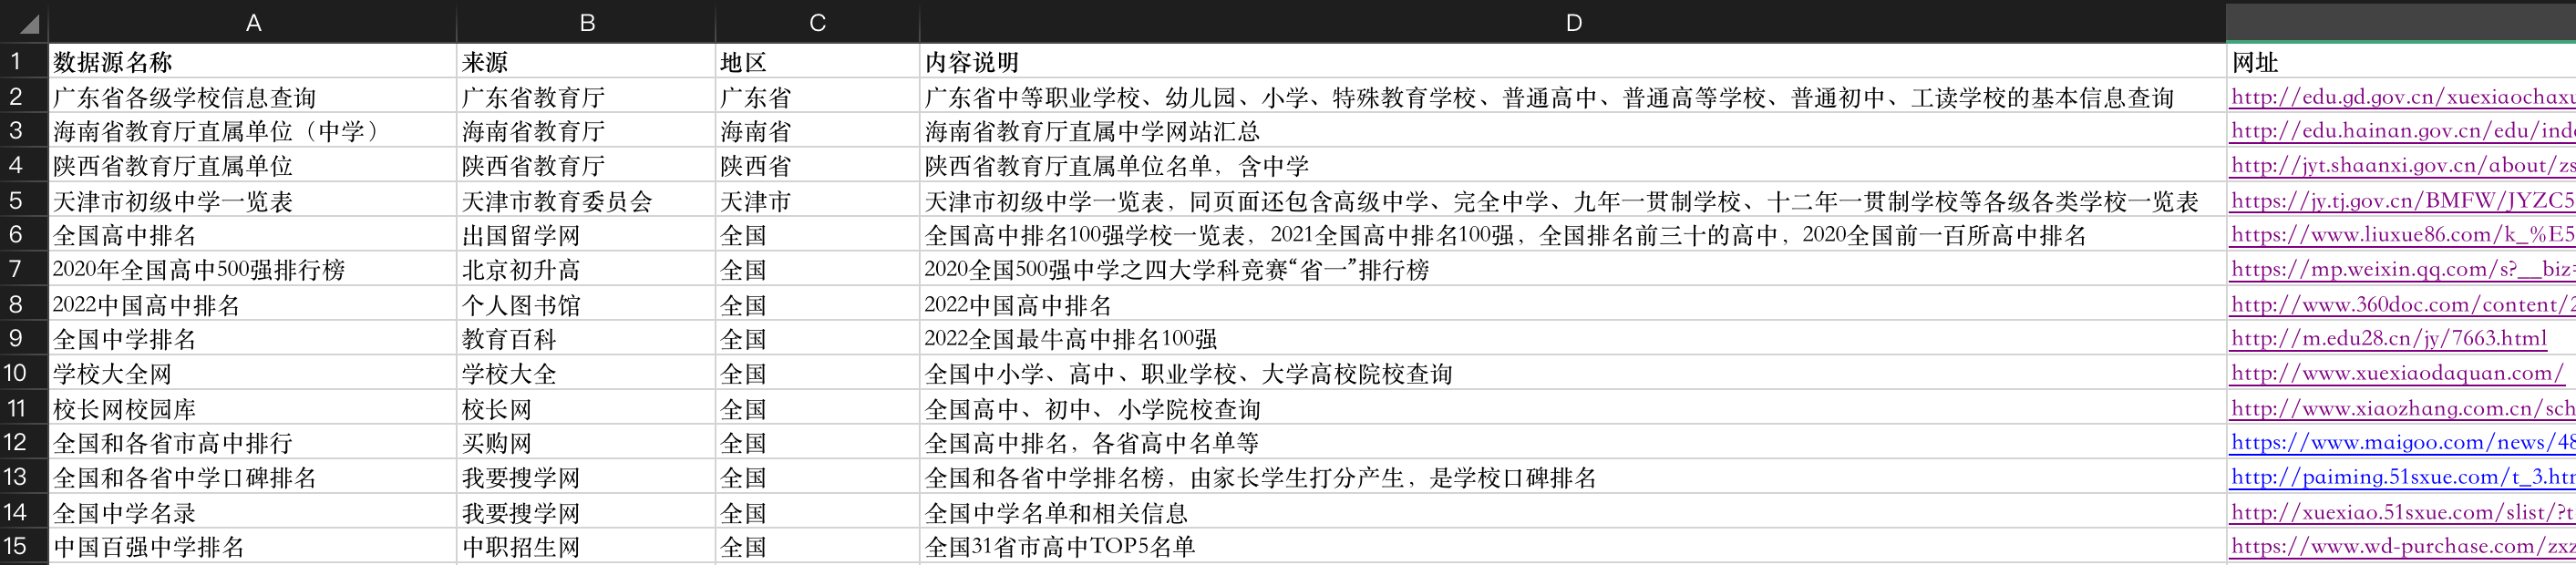 A B C D
1 数据源名称 来源 地区 内容说明 网址
2 广东省各级学校信息查询 广东省教育厅 广东省 广东省中等职业学校、幼儿园、小学、特殊教育学校、普通高中、普通高等学校、普通初中、工读学校的基本信息查询 http://edu.gd.gov.cn/xuexiaochaxu
3 海南省教育厅直属单位（中学） 海南省教育厅 海南省 海南省教育厅直属中学网站汇总 http://edu.hainan.gov.cn/edu/inde
4 陕西省教育厅直属单位 陕西省教育厅 陕西省 陕西省教育厅直属单位名单，含中学 http://jyt.shaanxi.gov.cn/about/zs
5 天津市初级中学一览表 天津市教育委员会 天津市 天津市初级中学一览表，同页面还包含高级中学、完全中学、九年一贯制学校、十二年一贯制学校等各级各类学校一览表 https://jy.tj.gov.cn/BMFW/JYZC5
6 全国高中排名 出国留学网 全国 全国高中排名100强学校一览表，2021全国高中排名100强，全国排名前三十的高中，2020全国前一百所高中排名 https://www.liuxue86.com/k_%E5
7 2020年全国高中500强排行榜 北京初升高 全国 2020全国500强中学之四大学科竞赛“省一”排行榜 https://mp.weixin.qq.com/s?__biz=
8 2022中国高中排名 个人图书馆 全国 2022中国高中排名 http://www.360doc.com/content/2
9 全国中学排名 教育百科 全国 2022全国最牛高中排名100强 http://m.edu28.cn/jy/7663.html
10 学校大全网 学校大全 全国 全国中小学、高中、职业学校、大学高校院校查询 http://www.xuexiaodaquan.com/
11 校长网校园库 校长网 全国 全国高中、初中、小学院校查询 http://www.xiaozhang.com.cn/sch
12 全国和各省市高中排行 买购网 全国 全国高中排名，各省高中名单等 https://www.maigoo.com/news/48
13 全国和各省中学口碑排名 我要搜学网 全国 全国和各省中学排名榜，由家长学生打分产生，是学校口碑排名 http://paiming.51sxue.com/t_3.htm
14 全国中学名录 我要搜学网 全国 全国中学名单和相关信息 http://xuexiao.51sxue.com/slist/?t
15 中国百强中学排名 中职招生网 全国 全国31省市高中TOP5名单 https://www.wd-purchase.com/zxz